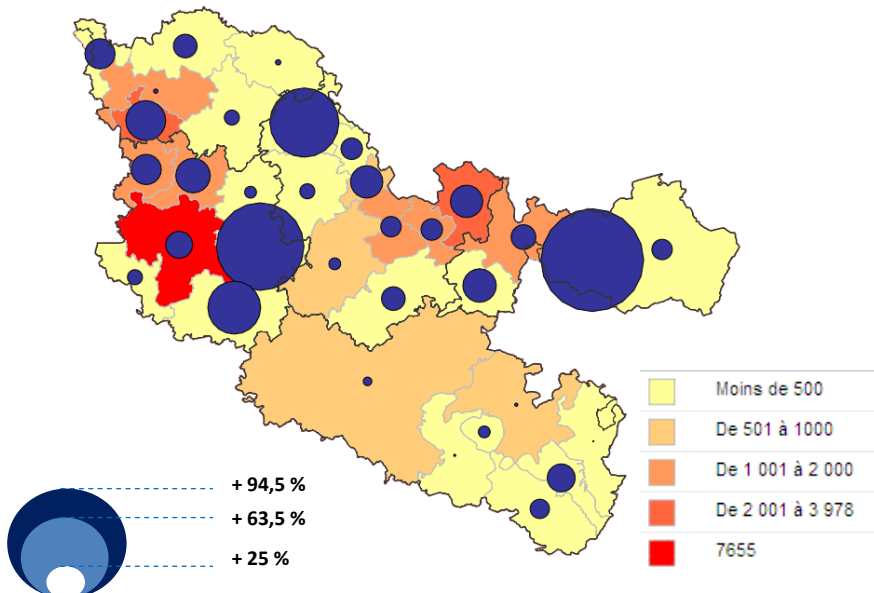 Moins de 500
De 501 à 1000
De 1 001 à 2 000
De 2 001 à 3 978
7655
+ 94,5 %
+ 63,5 %
+ 25 %